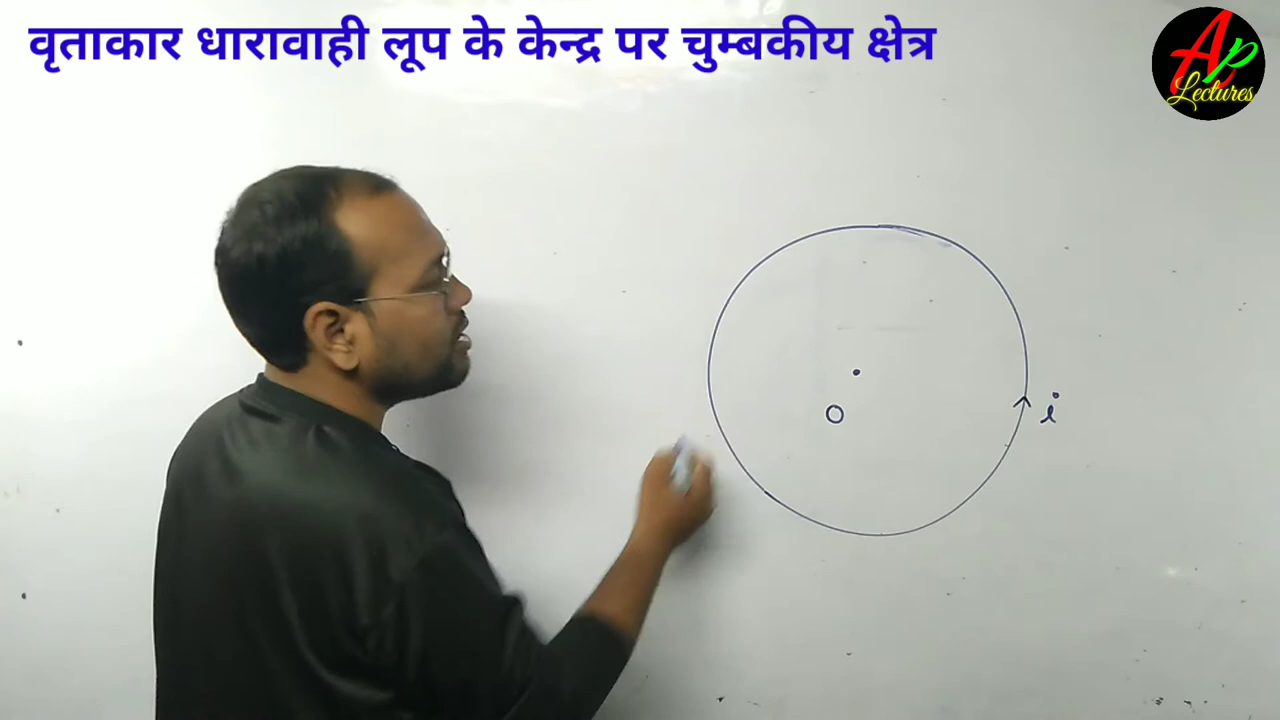 वृताकार धारावाही लूप के केन्द्र पर चुम्बकीय क्षेत्र
AP
Lectures
O
i